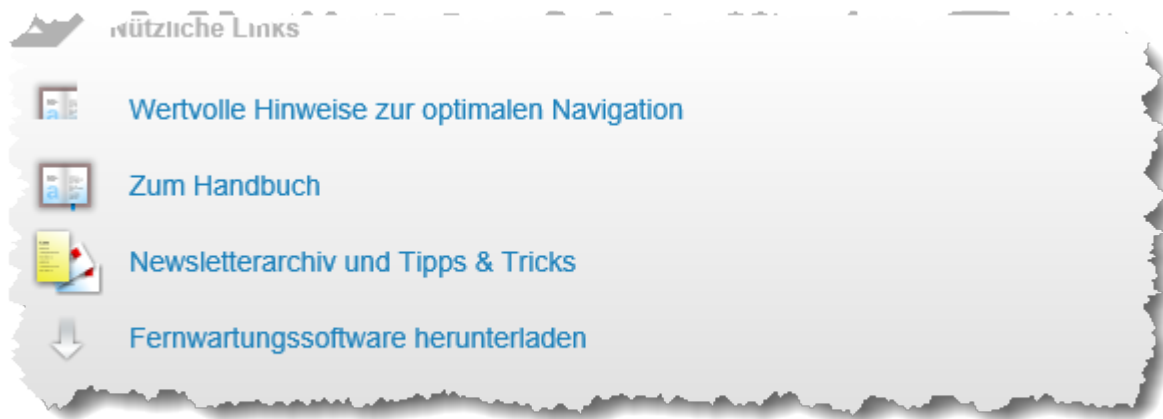 Nützliche Links
Wertvolle Hinweise zur optimalen Navigation
Zum Handbuch
Newsletterarchiv und Tipps & Tricks
Fernwartungssoftware herunterladen